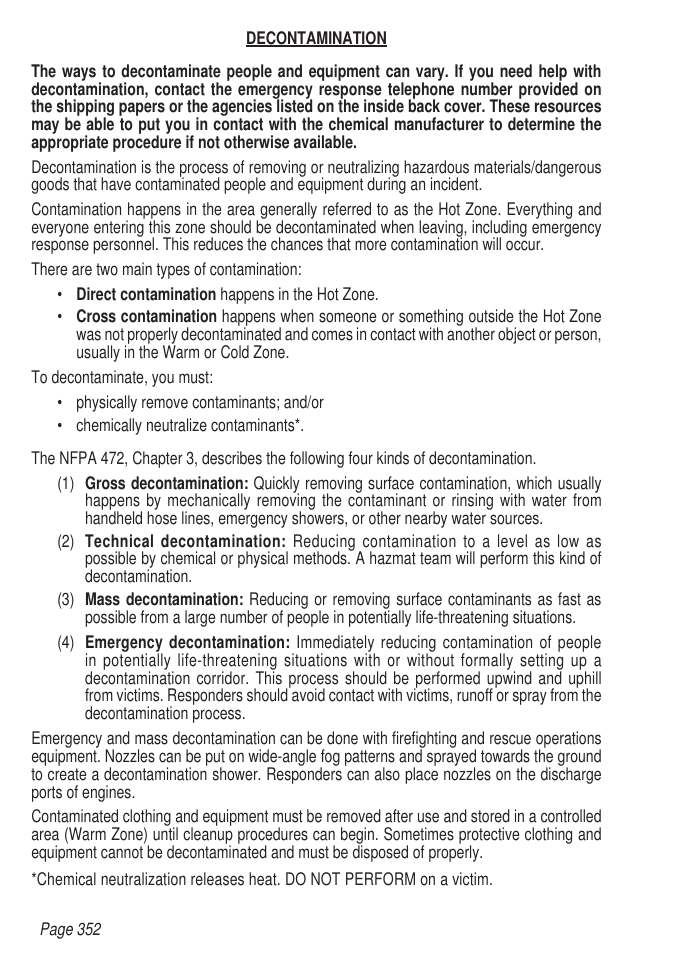 DECONTAMINATION
The ways to decontaminate people and equipment can vary. If you need help with
decontamination, contact the emergency response telephone number provided on
the shipping papers or the agencies listed on the inside back cover. These resources
may be able to put you in contact with the chemical manufacturer to determine the
appropriate procedure if not otherwise available.
Decontamination is the process of removing or neutralizing hazardous materials/dangerous
goods that have contaminated people and equipment during an incident.
Contamination happens in the area generally referred to as the Hot Zone. Everything and
everyone entering this zone should be decontaminated when leaving, including emergency
response personnel. This reduces the chances that more contamination will occur.
There are two main types of contamination:
• Direct contamination happens in the Hot Zone.
• Cross contamination happens when someone or something outside the Hot Zone
was not properly decontaminated and comes in contact with another object or person,
usually in the Warm or Cold Zone.
To decontaminate, you must:
• physically remove contaminants; and/or
• chemically neutralize contaminants*.
The NFPA 472, Chapter 3, describes the following four kinds of decontamination.
(1) Gross decontamination: Quickly removing surface contamination, which usually
happens by mechanically removing the contaminant or rinsing with water from
handheld hose lines, emergency showers, or other nearby water sources.
(2) Technical decontamination: Reducing contamination to a level as low as
possible by chemical or physical methods. A hazmat team will perform this kind of
decontamination.
(3) Mass decontamination: Reducing or removing surface contaminants as fast as
possible from a large number of people in potentially life-threatening situations.
(4) Emergency decontamination: Immediately reducing contamination of people
in potentially life-threatening situations with or without formally setting up a
decontamination corridor. This process should be performed upwind and uphill
from victims. Responders should avoid contact with victims, runoff or spray from the
decontamination process.
Emergency and mass decontamination can be done with firefighting and rescue operations
equipment. Nozzles can be put on wide-angle fog patterns and sprayed towards the ground
to create a decontamination shower. Responders can also place nozzles on the discharge
ports of engines.
Contaminated clothing and equipment must be removed after use and stored in a controlled
area (Warm Zone) until cleanup procedures can begin. Sometimes protective clothing and
equipment cannot be decontaminated and must be disposed of properly.
*Chemical neutralization releases heat. DO NOT PERFORM on a victim.
Page 352